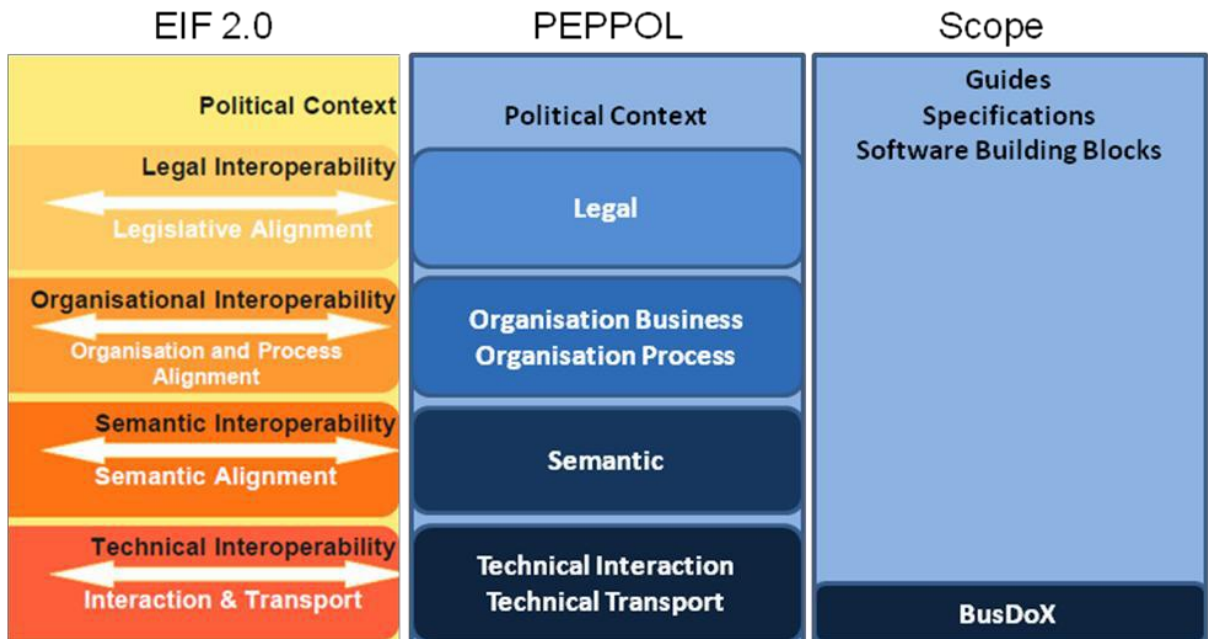 EIF 2.0
Political Context
Legal Interoperability
Legislative Alignment
Organisational Interoperability
Organisation and Process
Alignment
Semantic Interoperability
Semantic Alignment
Technical Interoperability
Interaction & Transport
PEPPOL
Political Context
Legal
Organisation Business
Organisation Process
Semantic
Technical Interaction
Technical Transport
Scope
Guides
Specifications
Software Building Blocks
BusDoX